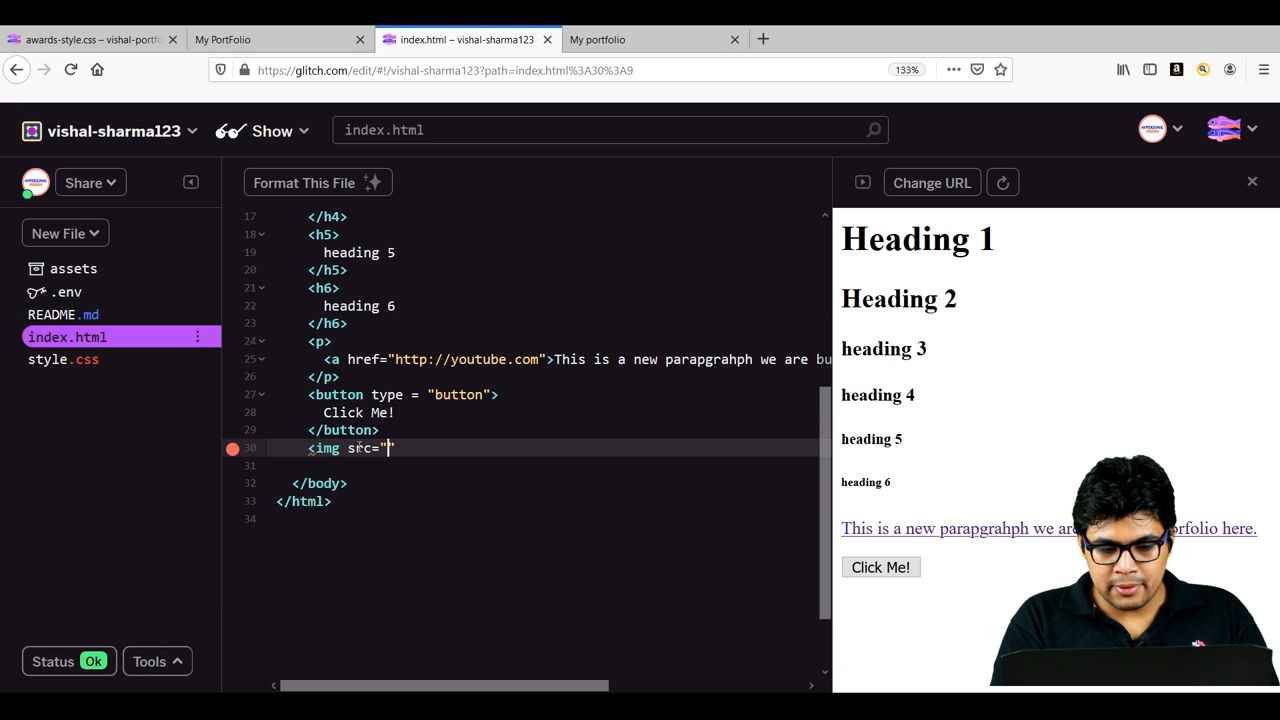 awards-style.css – vishal-portfo
My PortFolio
index.html – vishal-sharma123
My portfolio
https://glitch.com/edit/#!/vishal-sharma123?path=index.html%3A30%3A9
133%
vishal-sharma123
Show
index.html
Share
Format This File
Change URL
New File
assets
.env
README.md
index.html
style.css
17 </h4>
18 <h5>
19 heading 5
20 </h5>
21 <h6>
22 heading 6
23 </h6>
24 <p>
25 <a href="http://youtube.com">This is a new parapgrahph we are bu
26 </p>
27 <button type = "button">
28 Click Me!
29 </button>
30 <img src=""
31
32 </body>
33 </html>
34
Status Ok
Tools
Heading 1
Heading 2
heading 3
heading 4
heading 5
heading 6
This is a new parapgrahph we are rfolio here.
Click Me!